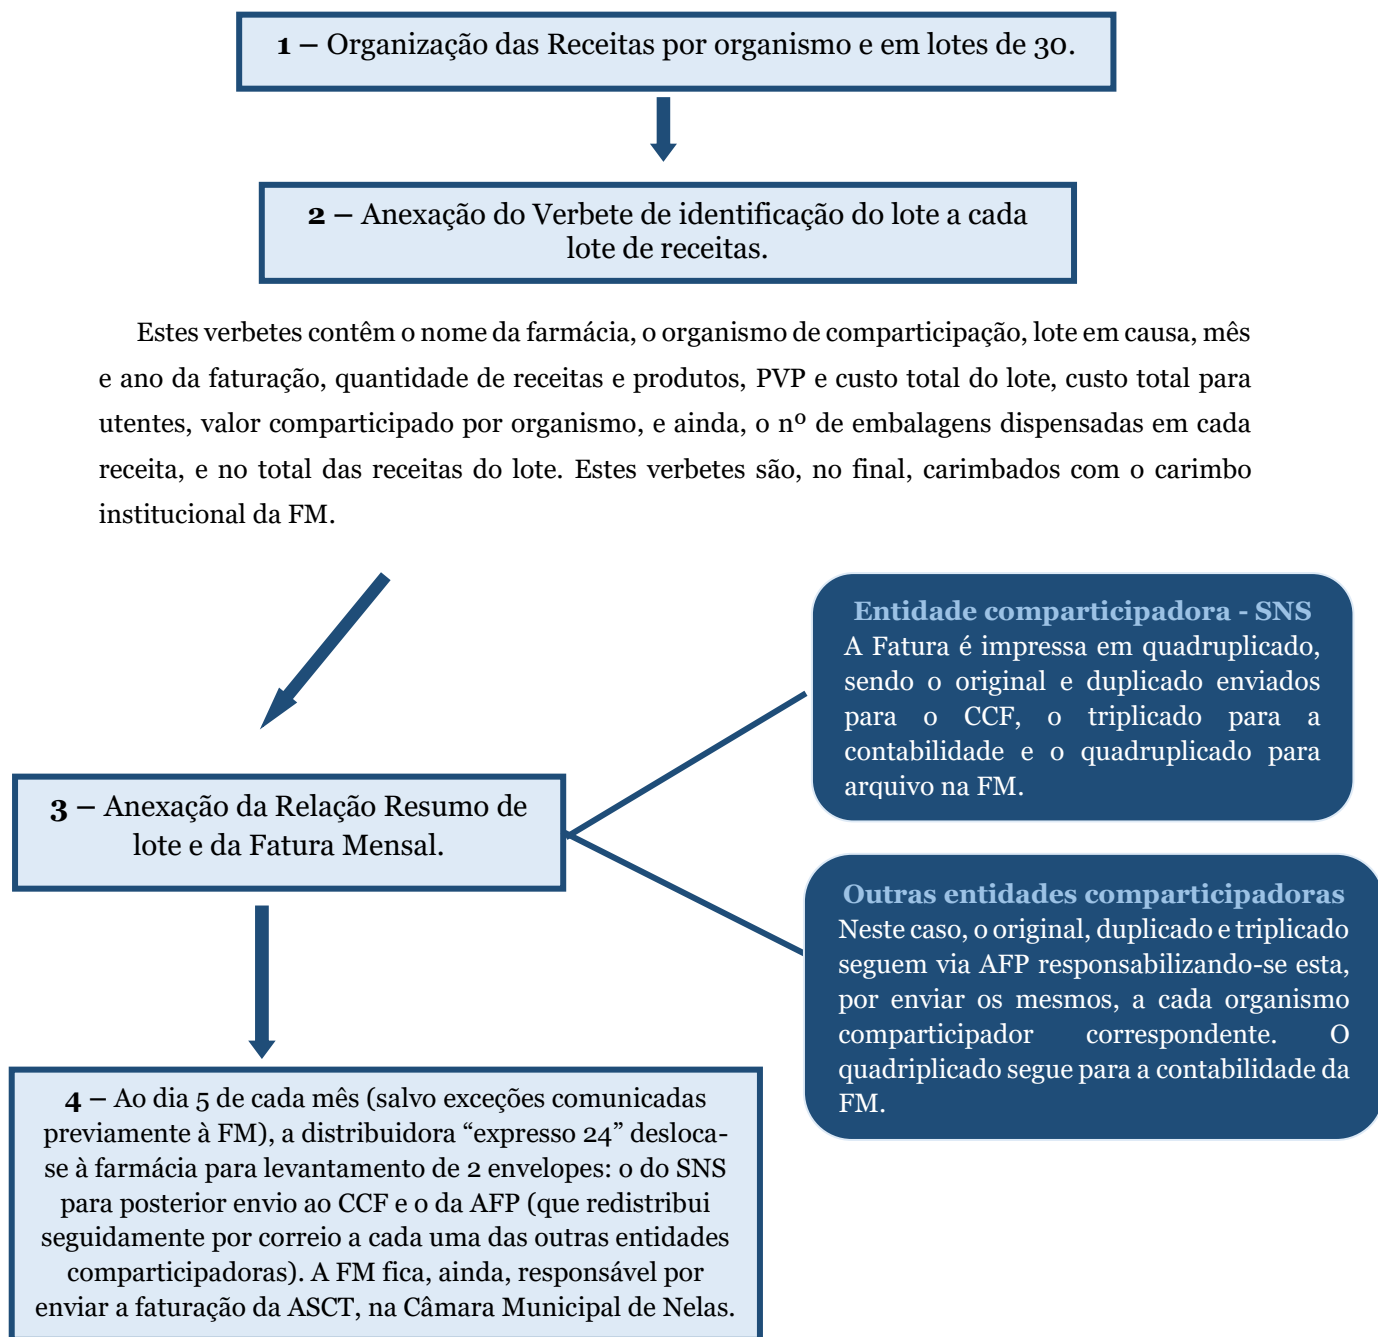 1 – Organização das Receitas por organismo e em lotes de 30.
2 – Anexação do Verbete de identificação do lote a cada
lote de receitas.
Estes verbetes contêm o nome da farmácia, o organismo de comparticipação, lote em causa, mês
e ano da faturação, quantidade de receitas e produtos, PVP e custo total do lote, custo total para
utentes, valor comparticipado por organismo, e ainda, o nº de embalagens dispensadas em cada
receita, e no total das receitas do lote. Estes verbetes são, no final, carimbados com o carimbo
institucional da FM.
Entidade comparticipadora - SNS
A Fatura é impressa em quadruplicado,
sendo o original e duplicado enviados
para o CCF, o triplicado para a
contabilidade e o quadruplicado para
arquivo na FM.
3 – Anexação da Relação Resumo de
lote e da Fatura Mensal.
Outras entidades comparticipadoras
Neste caso, o original, duplicado e triplicado
seguem via AFP responsabilizando-se esta,
por enviar os mesmos, a cada organismo
comparticipador correspondente. O
quadriplicado segue para a contabilidade da
FM.
4 – Ao dia 5 de cada mês (salvo exceções comunicadas
previamente à FM), a distribuidora “expresso 24” desloca-
se à farmácia para levantamento de 2 envelopes: o do SNS
para posterior envio ao CCF e o da AFP (que redistribui
seguidamente por correio a cada uma das outras entidades
comparticipadoras). A FM fica, ainda, responsável por
enviar a faturação da ASCT, na Câmara Municipal de Nelas.